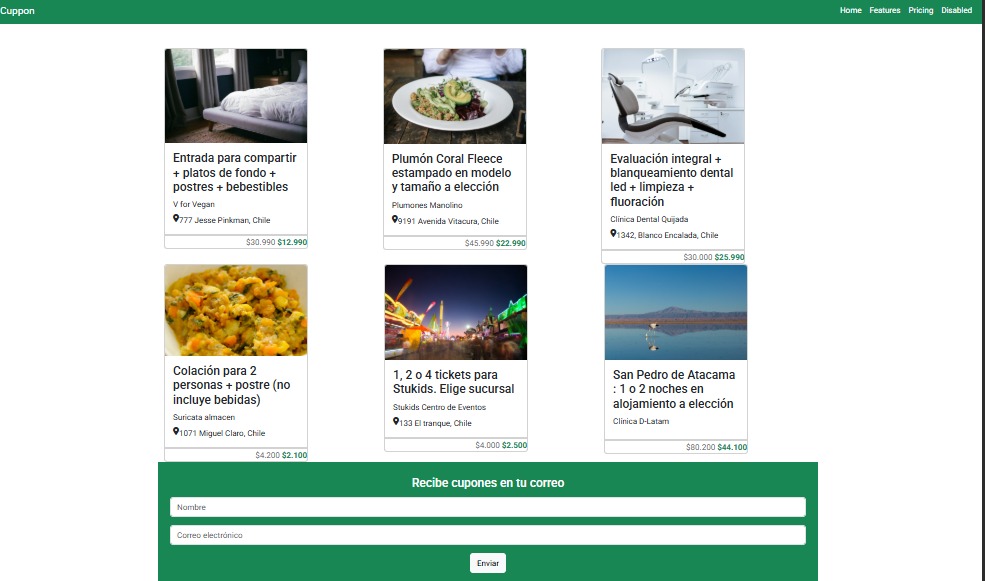 Cuppon
Home Features Pricing Disabled
Entrada para compartir
+ platos de fondo +
postres + bebestibles
V for Vegan
777 Jesse Pinkman, Chile
$30.990 $12.990
Plumón Coral Fleece
estampado en modelo
y tamaño a elección
Plumones Manolino
9191 Avenida Vitacura, Chile
$45.990 $22.990
Evaluación integral +
blanqueamiento dental
led + limpieza +
fluoración
Clínica Dental Quijada
1342, Blanco Encalada, Chile
$30.000 $25.990
Colación para 2
personas + postre (no
incluye bebidas)
Suricata almacen
1071 Miguel Claro, Chile
$4.200 $2.100
1, 2 o 4 tickets para
Stukids. Elige sucursal
Stukids Centro de Eventos
133 El tranque, Chile
$4.000 $2.500
San Pedro de Atacama
: 1 o 2 noches en
alojamiento a elección
Clínica D-Latam
$80.200 $44.100
Recibe cupones en tu correo
Nombre
Correo electrónico
Enviar